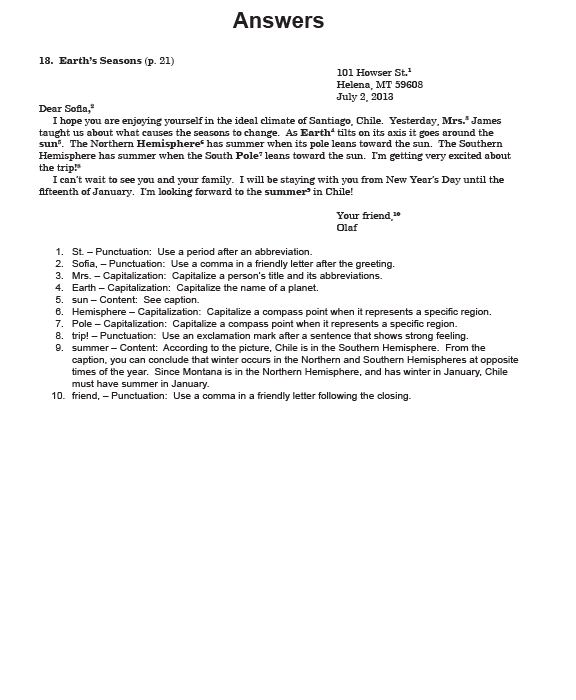 Answers
18. Earth's Seasons (p. 21)
101 Howser St.¹
Helena, MT 59608
July 2, 2013
Dear Sofia,²
I hope you are enjoying yourself in the ideal climate of Santiago, Chile. Yesterday, Mrs.³ James
taught us about what causes the seasons to change. As Earth⁴ tilts on its axis it goes around the
sun⁵. The Northern Hemisphere⁶ has summer when its pole leans toward the sun. The Southern
Hemisphere has summer when the South Pole⁷ leans toward the sun. I'm getting very excited about
the trip!⁸
I can't wait to see you and your family. I will be staying with you from New Year's Day until the
fifteenth of January. I'm looking forward to the summer⁹ in Chile!
Your friend,¹⁰
Olaf
1. St. – Punctuation: Use a period after an abbreviation.
2. Sofia, – Punctuation: Use a comma in a friendly letter after the greeting.
3. Mrs. – Capitalization: Capitalize a person's title and its abbreviations.
4. Earth – Capitalization: Capitalize the name of a planet.
5. sun – Content: See caption.
6. Hemisphere – Capitalization: Capitalize a compass point when it represents a specific region.
7. Pole – Capitalization: Capitalize a compass point when it represents a specific region.
8. trip! – Punctuation: Use an exclamation mark after a sentence that shows strong feeling.
9. summer – Content: According to the picture, Chile is in the Southern Hemisphere. From the
caption, you can conclude that winter occurs in the Northern and Southern Hemispheres at opposite
times of the year. Since Montana is in the Northern Hemisphere, and has winter in January, Chile
must have summer in January.
10. friend, – Punctuation: Use a comma in a friendly letter following the closing.